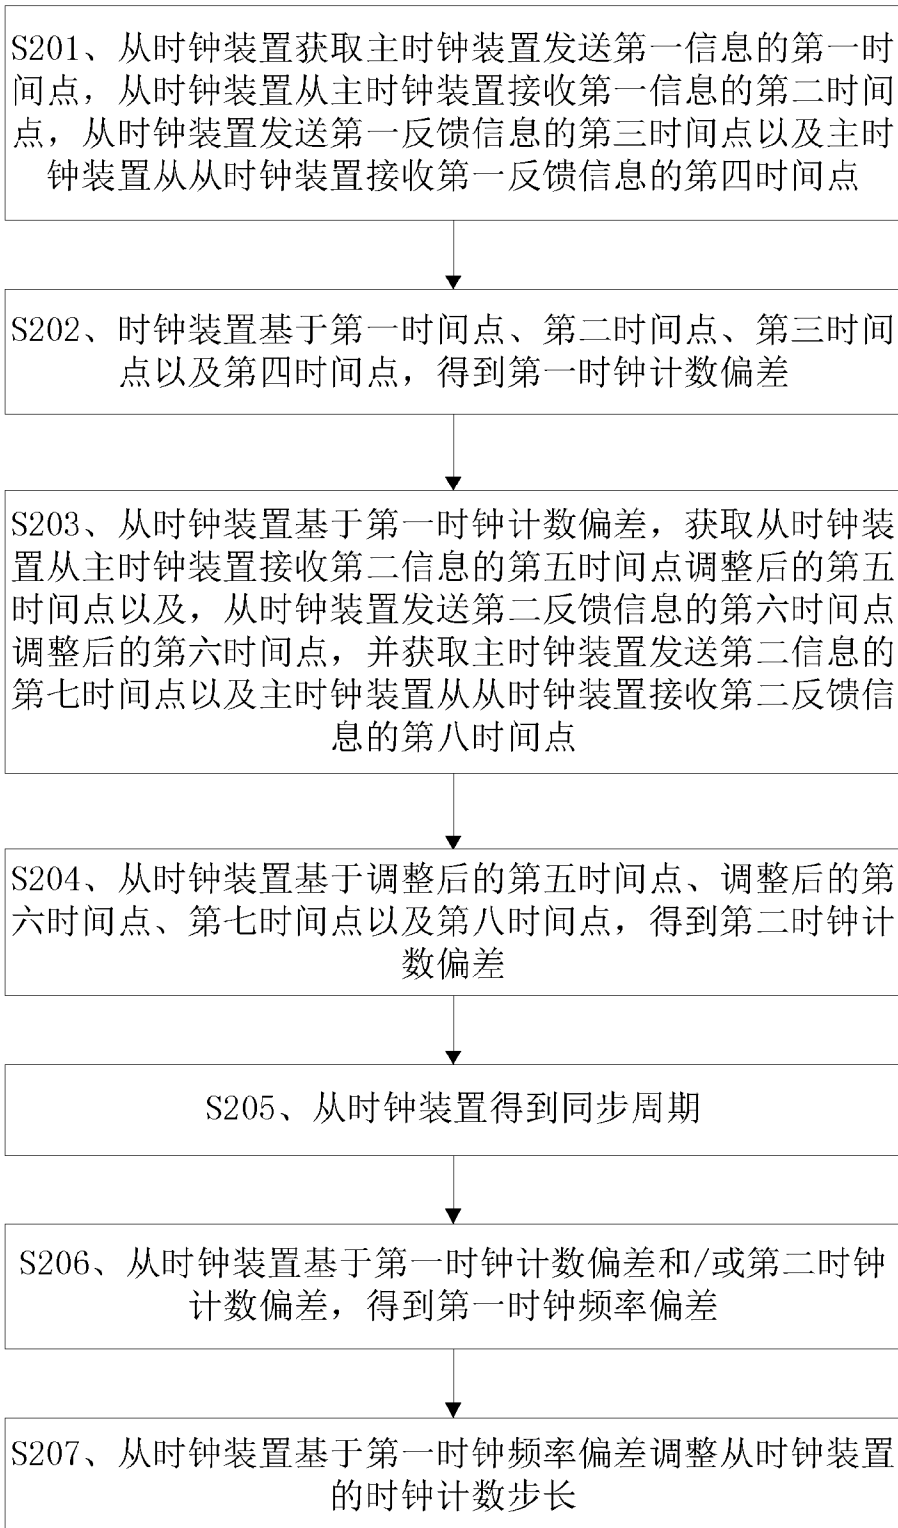 S201、从时钟装置获取主时钟装置发送第一信息的第一时
间点，从时钟装置从主时钟装置接收第一信息的第二时间
点，从时钟装置发送第一反馈信息的第三时间点以及主时
钟装置从从时钟装置接收第一反馈信息的第四时间点
S202、时钟装置基于第一时间点、第二时间点、第三时间
点以及第四时间点，得到第一时钟计数偏差
S203、从时钟装置基于第一时钟计数偏差，获取从时钟装
置从主时钟装置接收第二信息的第五时间点调整后的第五
时间点以及，从时钟装置发送第二反馈信息的第六时间点
调整后的第六时间点，并获取主时钟装置发送第二信息的
第七时间点以及主时钟装置从从时钟装置接收第二反馈信
息的第八时间点
S204、从时钟装置基于调整后的第五时间点、调整后的第
六时间点、第七时间点以及第八时间点，得到第二时钟计
数偏差
S205、从时钟装置得到同步周期
S206、从时钟装置基于第一时钟计数偏差和/或第二时钟
计数偏差，得到第一时钟频率偏差
S207、从时钟装置基于第一时钟频率偏差调整从时钟装置
的时钟计数步长